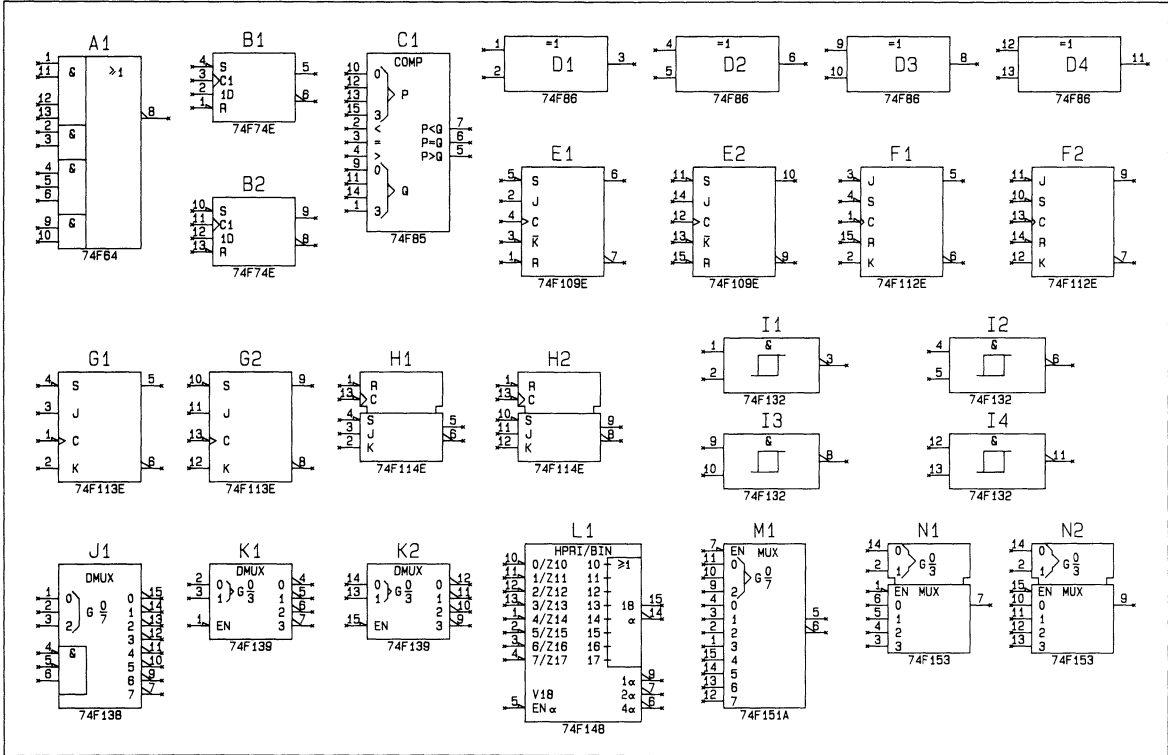 A1
1
11
12
13
2
3
4
5
6
9
10
&
&
&
&
≥1
8
74F64
B1
4
3
2
1
S
C1
1D
R
5
6
74F74E
B2
10
11
12
13
S
C1
1D
R
9
8
74F74E
C1
COMP
10
12
13
15
2
3
4
9
11
14
1
0
3
P
<
=
>
0
3
Q
P<Q
P=Q
P>Q
7
6
5
74F85
1
2
=1
D1
3
74F86
4
5
=1
D2
6
74F86
9
10
=1
D3
8
74F86
12
13
=1
D4
11
74F86
E1
5
2
4
3
1
S
J
C
K̅
R
6
7
74F109E
E2
11
14
12
13
15
S
J
C
K̅
R
10
9
74F109E
F1
3
4
1
15
2
J
S
C
R
K
5
6
74F112E
F2
11
10
13
14
12
J
S
C
R
K
9
7
74F112E
G1
4
3
1
2
S
J
C
K
5
6
74F113E
G2
10
11
13
12
S
J
C
K
9
8
74F113E
H1
1
13
4
3
2
R
C
S
J
K
5
6
74F114E
H2
1
13
10
11
12
R
C
S
J
K
9
8
74F114E
I1
1
2
&
3
74F132
I2
4
5
&
6
74F132
I3
9
10
&
8
74F132
I4
12
13
&
11
74F132
J1
DMUX
1
2
3
4
5
6
0
2
G 0/7
&
0
1
2
3
4
5
6
7
15
14
13
12
11
10
9
7
74F138
K1
DMUX
2
3
1
0
1
G 0/3
EN
0
1
2
3
4
5
6
7
74F139
K2
DMUX
14
13
15
0
1
G 0/3
EN
0
1
2
3
12
11
10
9
74F139
L1
HPRI/BIN
10
11
12
13
1
2
3
4
5
0/Z10
1/Z11
2/Z12
3/Z13
4/Z14
5/Z15
6/Z16
7/Z17
V18
EN α
10
11
12
13
14
15
16
17
≥1
18
α
1α
2α
4α
15
14
9
7
6
74F148
M1
7
11
10
9
4
3
2
1
15
14
13
12
EN MUX
0
2
G 0/7
0
1
2
3
4
5
6
7
5
6
74F151A
N1
14
2
0
1
G 0/3
1
6
5
4
3
EN MUX
0
1
2
3
7
74F153
N2
14
2
0
1
G 0/3
15
10
11
12
13
EN MUX
0
1
2
3
9
74F153